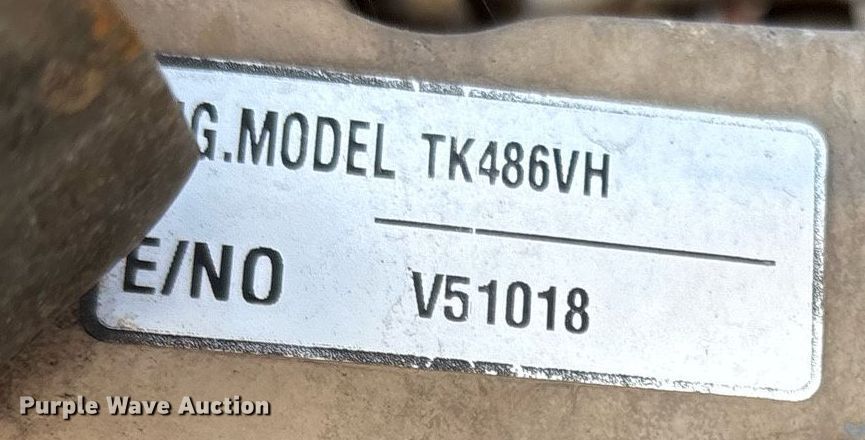 G.MODEL TK486VH
E/NO V51018
Purple Wave Auction